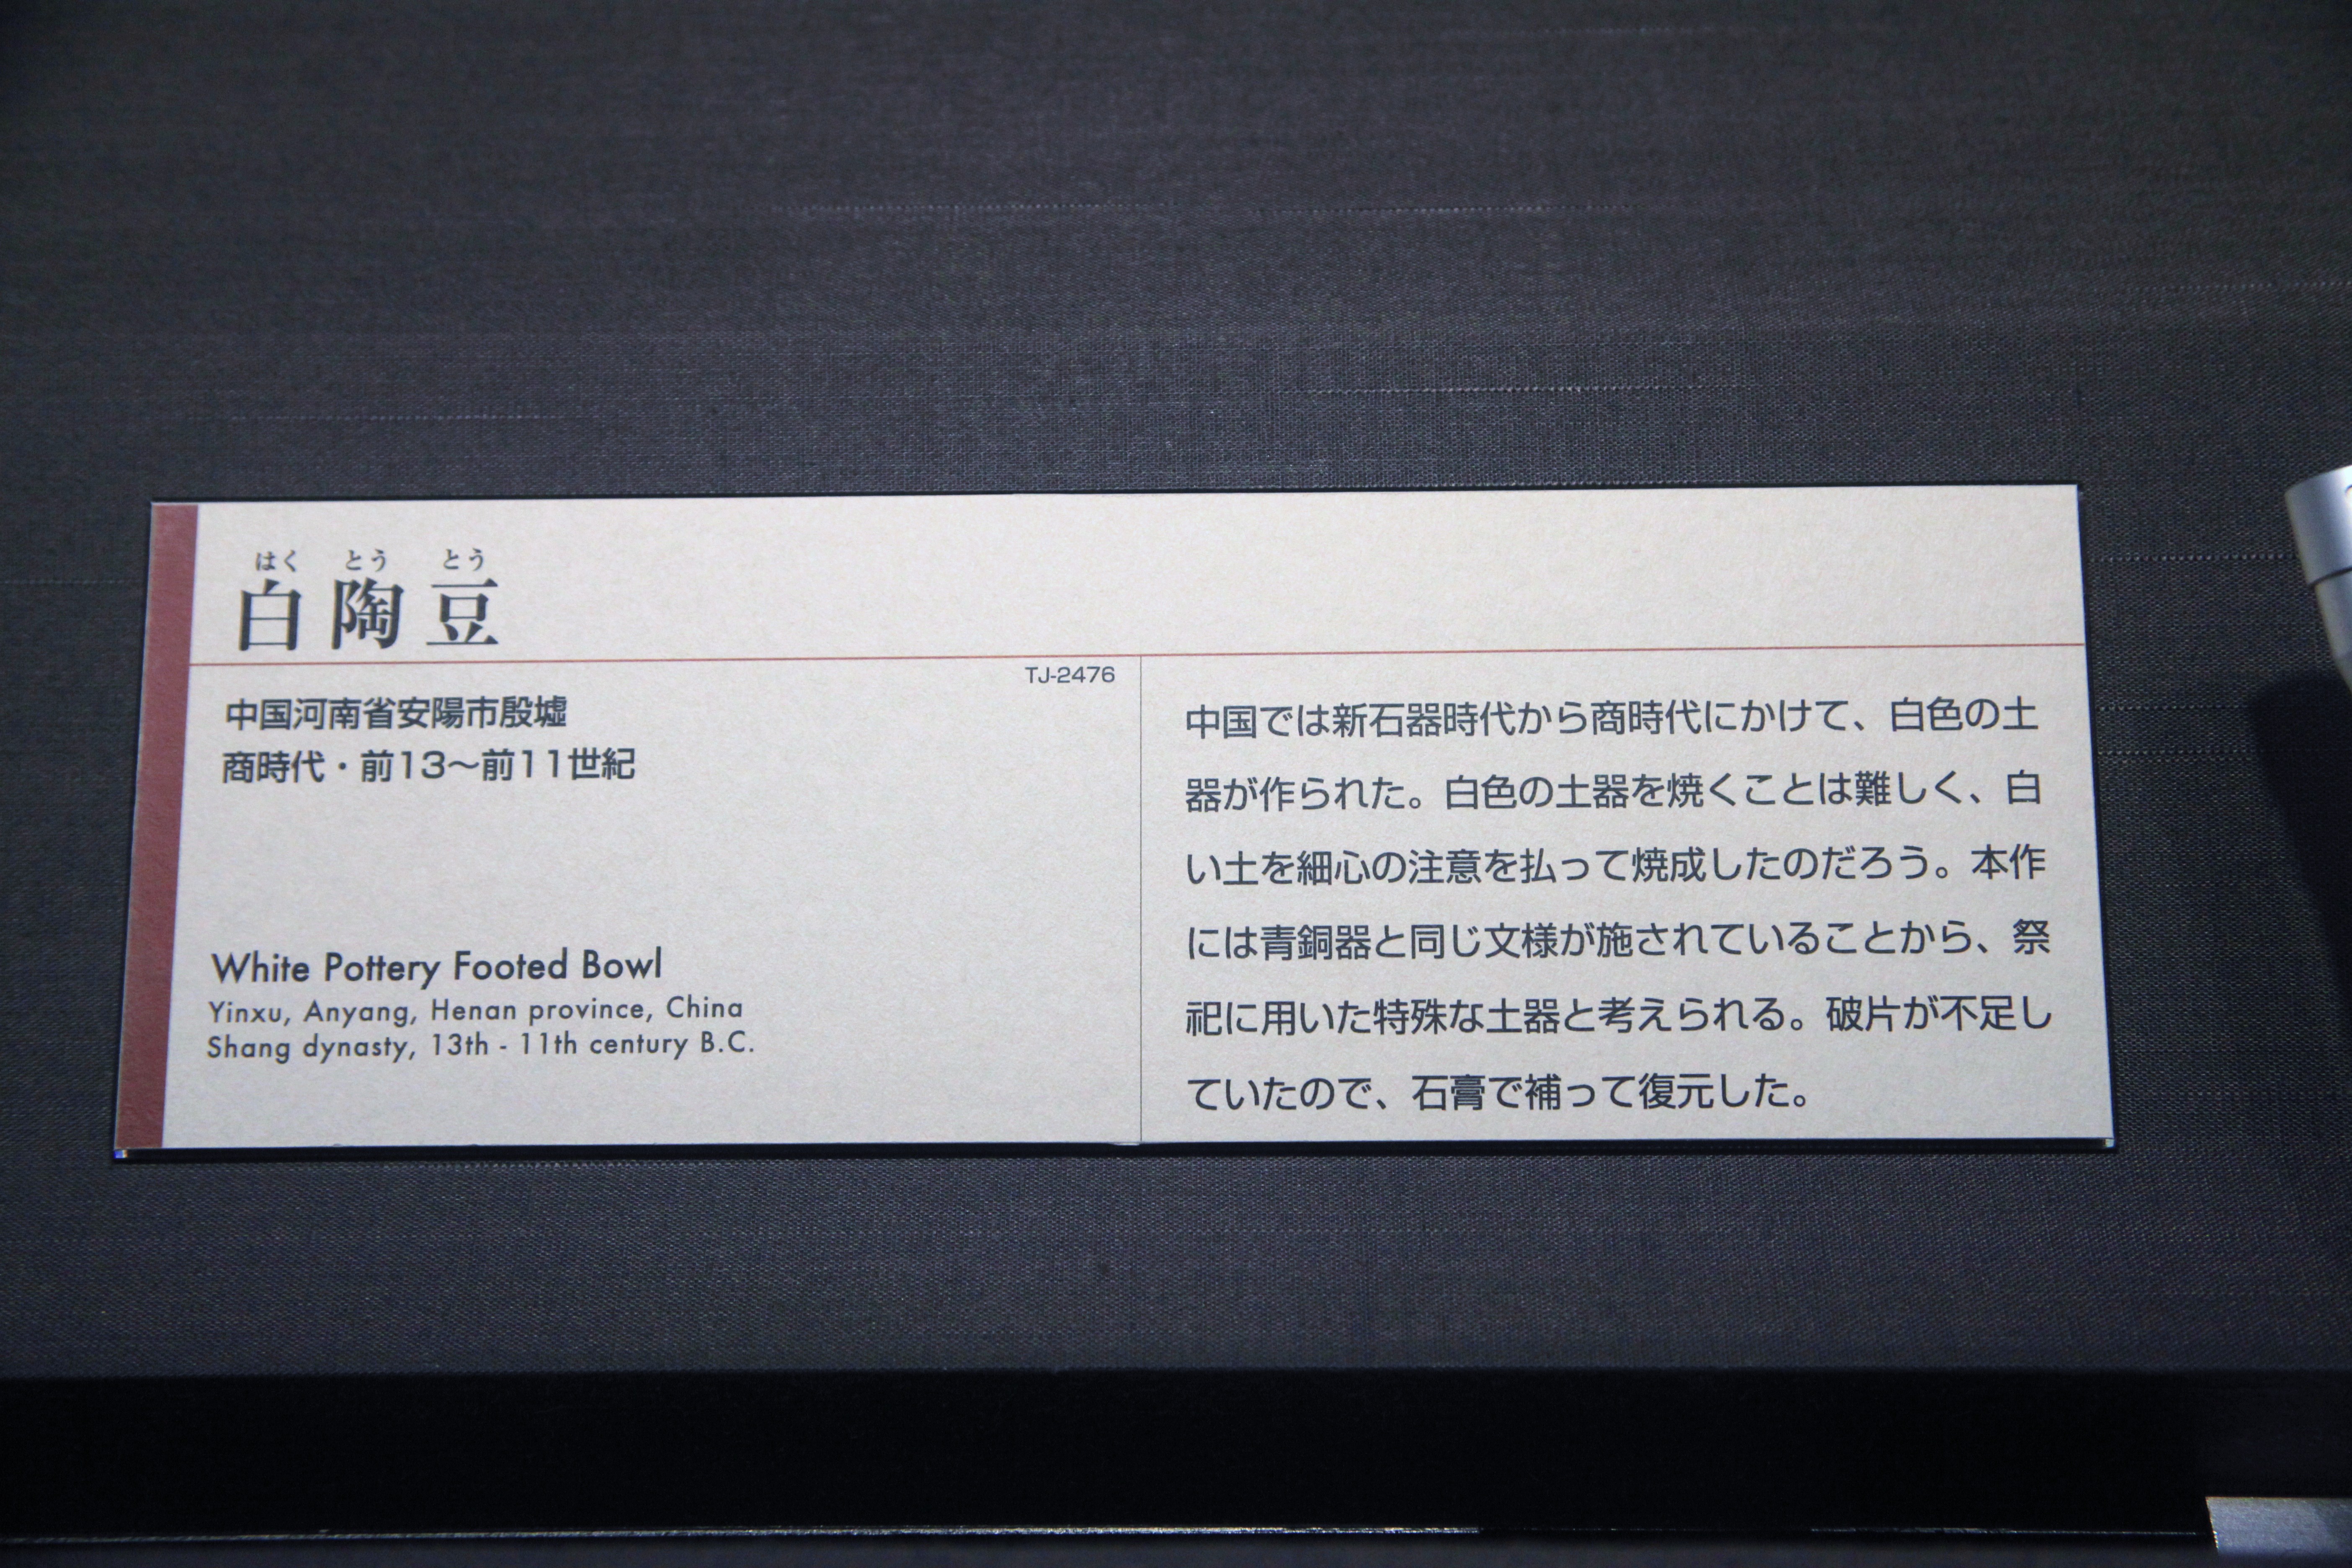 はく とう とう
白陶豆
TJ-2476
中国河南省安陽市殷墟
商時代・前13〜前11世紀
White Pottery Footed Bowl
Yinxu, Anyang, Henan province, China
Shang dynasty, 13th - 11th century B.C.
中国では新石器時代から商時代にかけて、白色の土
器が作られた。白色の土器を焼くことは難しく、白
い土を細心の注意を払って焼成したのだろう。本作
には青銅器と同じ文様が施されていることから、祭
祀に用いた特殊な土器と考えられる。破片が不足し
ていたので、石膏で補って復元した。